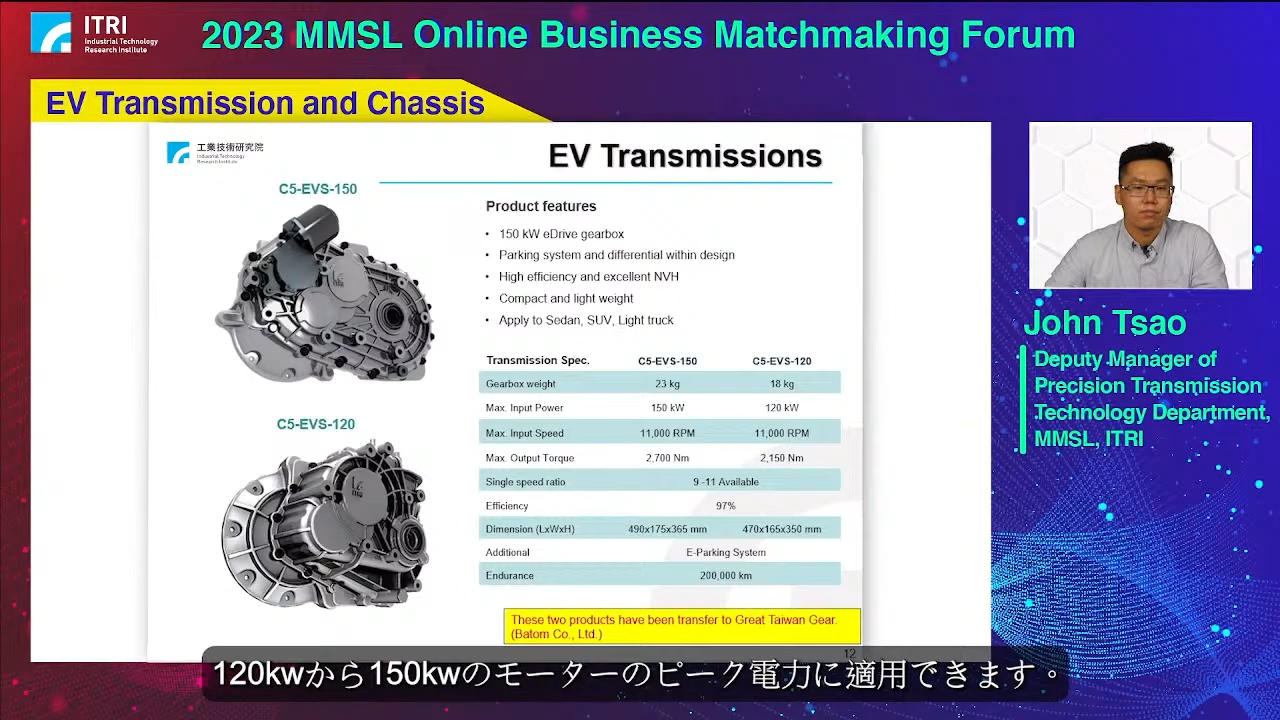 ITRI
Industrial Technology
Research Institute
2023 MMSL Online Business Matchmaking Forum
EV Transmission and Chassis
工業技術研究院
Industrial Technology
Research Institute
EV Transmissions
C5-EVS-150
Product features
• 150 kW eDrive gearbox
• Parking system and differential within design
• High efficiency and excellent NVH
• Compact and light weight
• Apply to Sedan, SUV, Light truck
Transmission Spec. C5-EVS-150 C5-EVS-120
Gearbox weight 23 kg 18 kg
Max. Input Power 150 kW 120 kW
Max. Input Speed 11,000 RPM 11,000 RPM
Max. Output Torque 2,700 Nm 2,150 Nm
Single speed ratio 9 -11 Available
Efficiency 97%
Dimension (LxWxH) 490x175x365 mm 470x165x350 mm
Additional E-Parking System
Endurance 200,000 km
C5-EVS-120
These two products have been transfer to Great Taiwan Gear.
(Batom Co., Ltd.)
12
John Tsao
Deputy Manager of
Precision Transmission
Technology Department,
MMSL, ITRI
120kwから150kwのモーターのピーク電力に適用できます。